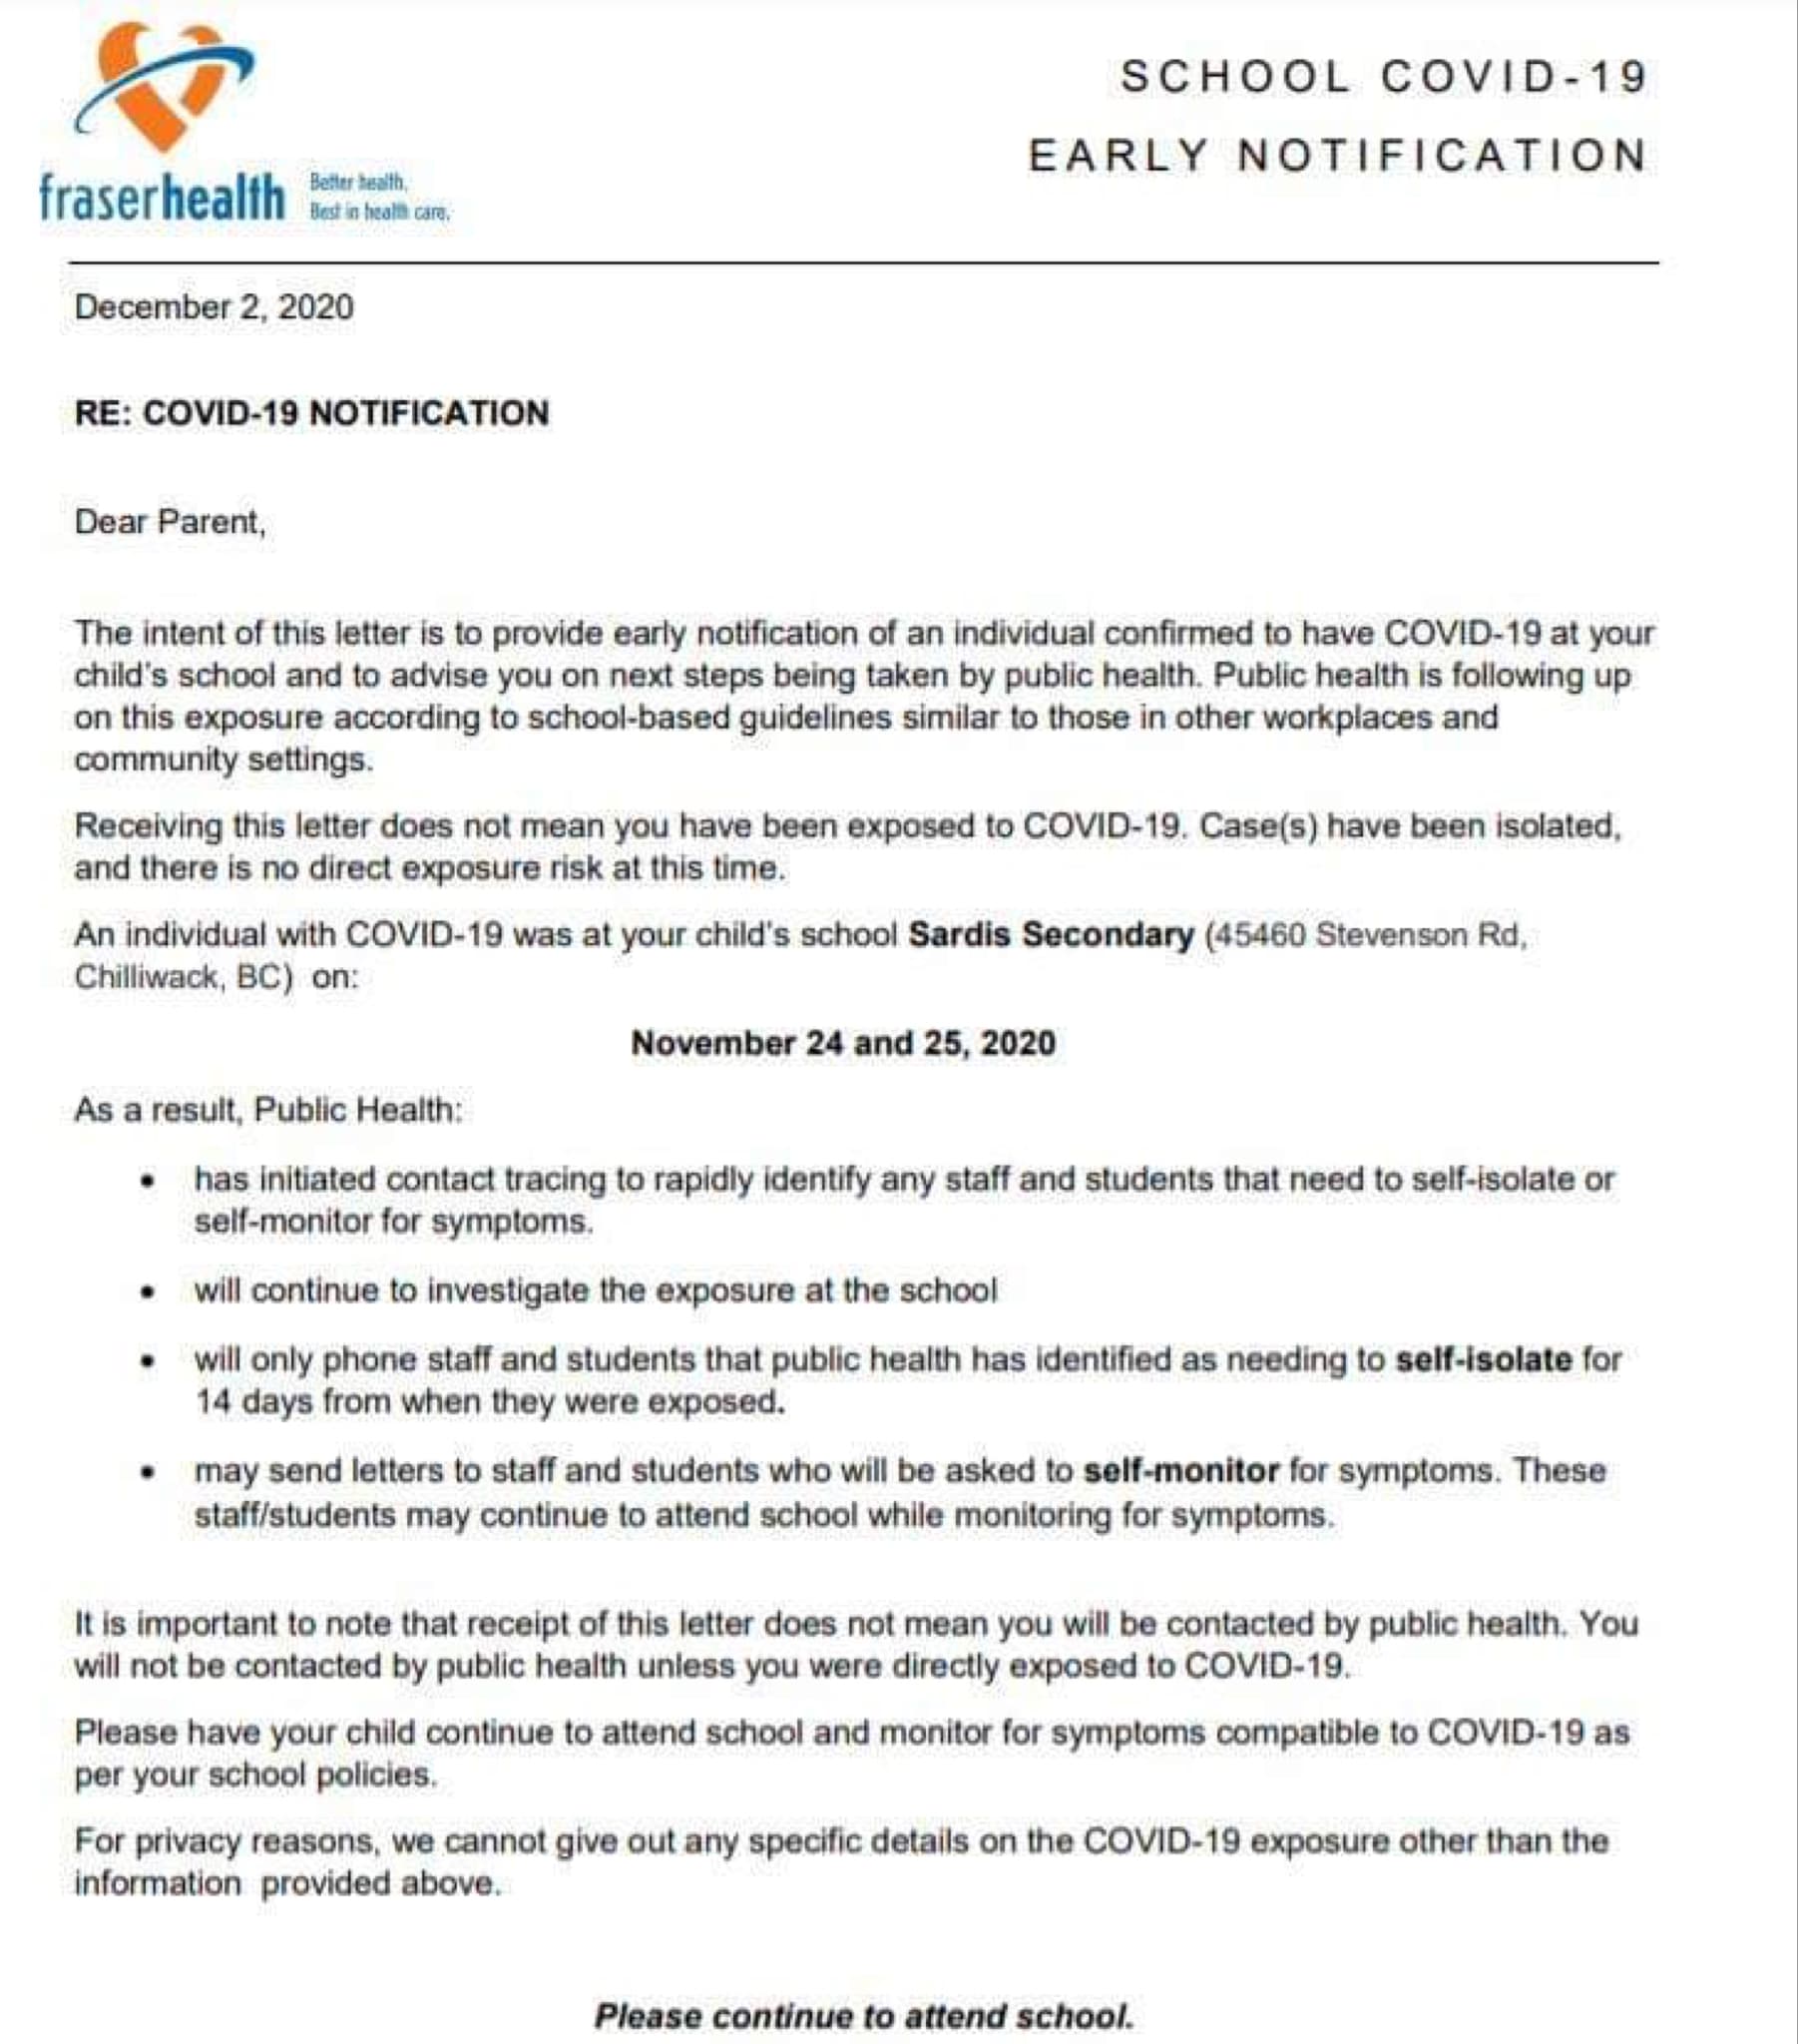 SCHOOL COVID-19
EARLY NOTIFICATION
fraserhealth
Better health.
Best in health care.
December 2, 2020
RE: COVID-19 NOTIFICATION
Dear Parent,
The intent of this letter is to provide early notification of an individual confirmed to have COVID-19 at your
child's school and to advise you on next steps being taken by public health. Public health is following up
on this exposure according to school-based guidelines similar to those in other workplaces and
community settings.
Receiving this letter does not mean you have been exposed to COVID-19. Case(s) have been isolated,
and there is no direct exposure risk at this time.
An individual with COVID-19 was at your child's school Sardis Secondary (45460 Stevenson Rd,
Chilliwack, BC) on:
November 24 and 25, 2020
As a result, Public Health:
• has initiated contact tracing to rapidly identify any staff and students that need to self-isolate or
self-monitor for symptoms.
• will continue to investigate the exposure at the school
• will only phone staff and students that public health has identified as needing to self-isolate for
14 days from when they were exposed.
• may send letters to staff and students who will be asked to self-monitor for symptoms. These
staff/students may continue to attend school while monitoring for symptoms.
It is important to note that receipt of this letter does not mean you will be contacted by public health. You
will not be contacted by public health unless you were directly exposed to COVID-19.
Please have your child continue to attend school and monitor for symptoms compatible to COVID-19 as
per your school policies.
For privacy reasons, we cannot give out any specific details on the COVID-19 exposure other than the
information provided above.
Please continue to attend school.